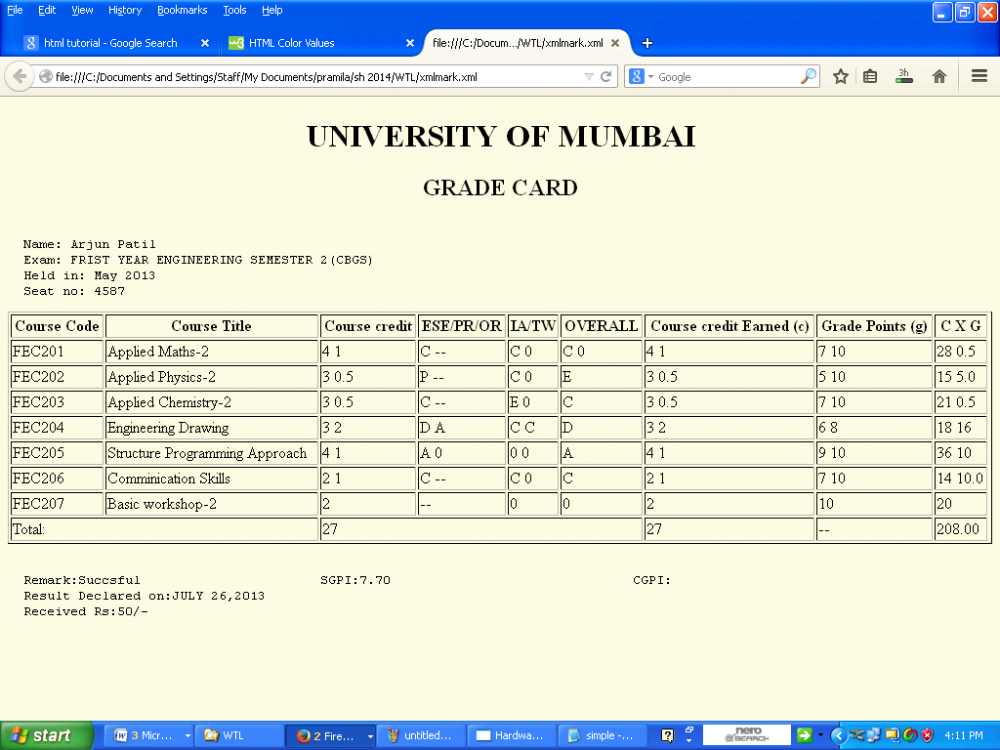 File Edit View History Bookmarks Tools Help
html tutorial - Google Search
HTML Color Values
file:///C:/Docum.../WTL/xmlmark.xml
file:///C:/Documents and Settings/Staff/My Documents/pramila/sh 2014/WTL/xmlmark.xml
Google
3h
UNIVERSITY OF MUMBAI
GRADE CARD
Name: Arjun Patil
Exam: FRIST YEAR ENGINEERING SEMESTER 2(CBGS)
Held in: May 2013
Seat no: 4587
Course Code Course Title Course credit ESE/PR/OR IA/TW OVERALL Course credit Earned (c) Grade Points (g) C X G
FEC201 Applied Maths-2 4 1 C -- C 0 C 0 4 1 7 10 28 0.5
FEC202 Applied Physics-2 3 0.5 P -- C 0 E 3 0.5 5 10 15 5.0
FEC203 Applied Chemistry-2 3 0.5 C -- E 0 C 3 0.5 7 10 21 0.5
FEC204 Engineering Drawing 3 2 D A C C D 3 2 6 8 18 16
FEC205 Structure Programming Approach 4 1 A 0 0 0 A 4 1 9 10 36 10
FEC206 Comminication Skills 2 1 C -- C 0 C 2 1 7 10 14 10.0
FEC207 Basic workshop-2 2 -- 0 0 2 10 20
Total: 27 27 -- 208.00
Remark:Succsful SGPI:7.70 CGPI:
Result Declared on:JULY 26,2013
Received Rs:50/-
start 3 Micr... WTL 2 Fire... untitled... Hardwa... simple -... nero SEARCH 4:11 PM